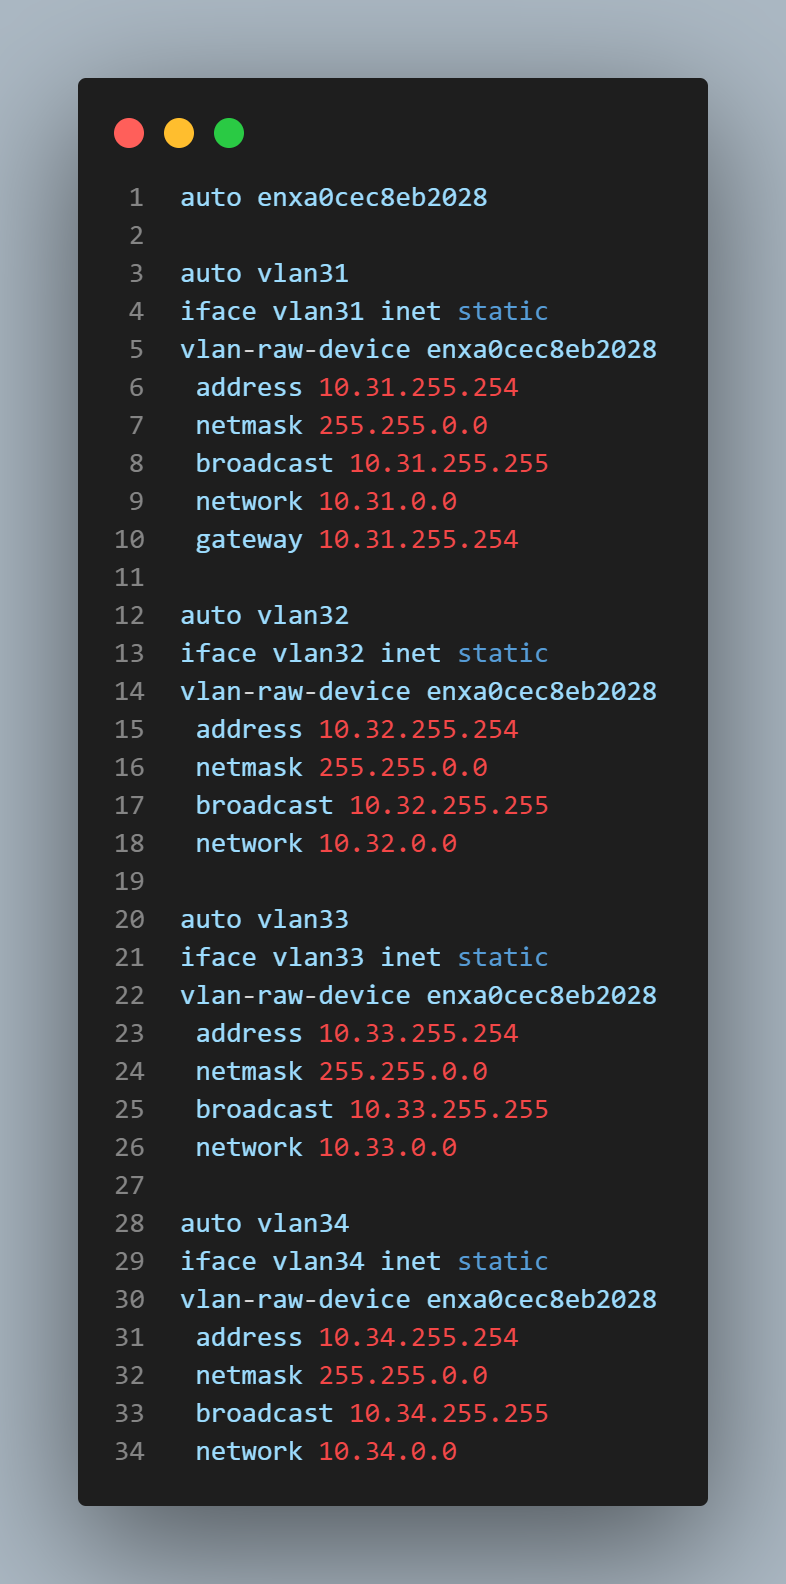 1 auto enxa0cec8eb2028
2
3 auto vlan31
4 iface vlan31 inet static
5 vlan-raw-device enxa0cec8eb2028
6  address 10.31.255.254
7  netmask 255.255.0.0
8  broadcast 10.31.255.255
9  network 10.31.0.0
10  gateway 10.31.255.254
11
12 auto vlan32
13 iface vlan32 inet static
14 vlan-raw-device enxa0cec8eb2028
15  address 10.32.255.254
16  netmask 255.255.0.0
17  broadcast 10.32.255.255
18  network 10.32.0.0
19
20 auto vlan33
21 iface vlan33 inet static
22 vlan-raw-device enxa0cec8eb2028
23  address 10.33.255.254
24  netmask 255.255.0.0
25  broadcast 10.33.255.255
26  network 10.33.0.0
27
28 auto vlan34
29 iface vlan34 inet static
30 vlan-raw-device enxa0cec8eb2028
31  address 10.34.255.254
32  netmask 255.255.0.0
33  broadcast 10.34.255.255
34  network 10.34.0.0